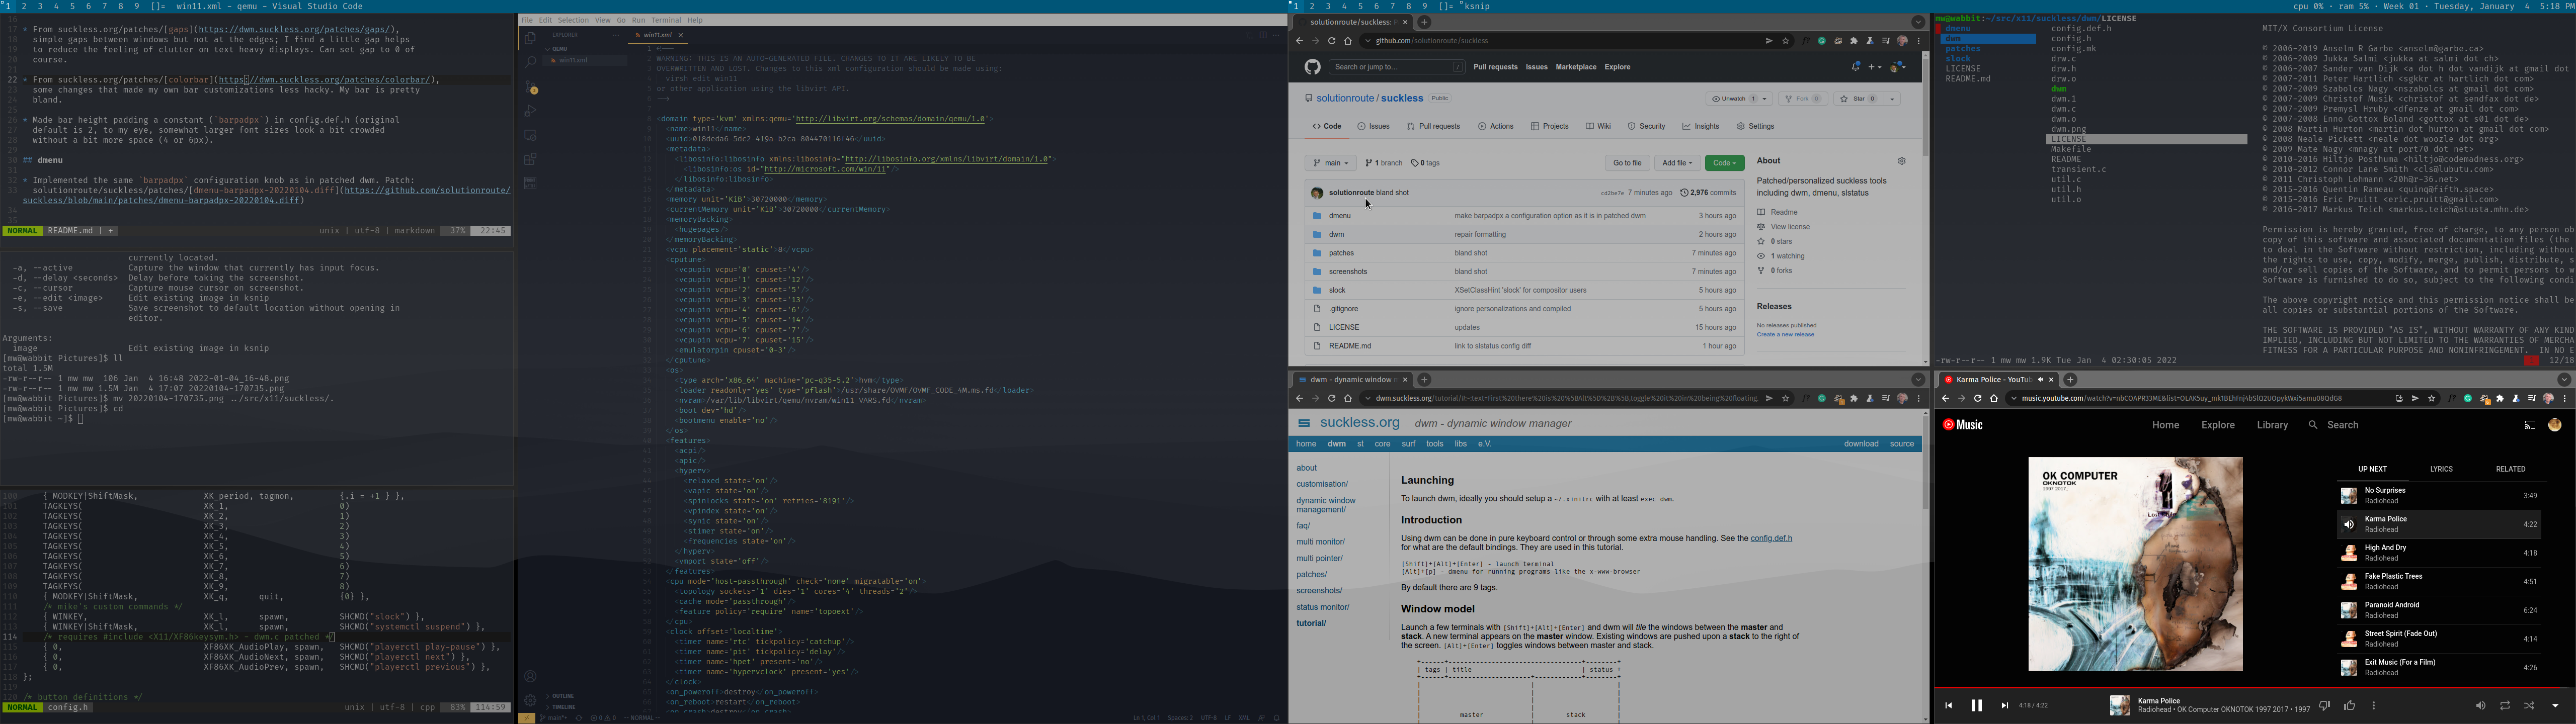 1 2 3 4 5 6 7 8 9 []= win11.xml - qemu - Visual Studio Code
16
17 * From suckless.org/patches/[gaps](https://dwm.suckless.org/patches/gaps/),
18 simple gaps between windows but not at the edges; I find a little gap helps
19 to reduce the feeling of clutter on text heavy displays. Can set gap to 0 of
20 course.
21
22 * From suckless.org/patches/[colorbar](https://dwm.suckless.org/patches/colorbar/),
23 some changes that made my own bar customizations less hacky. My bar is pretty
24 bland.
25
26 * Made bar height padding a constant (`barpadpx`) in config.def.h (original
27 default is 2, to my eye, somewhat larger font sizes look a bit crowded
28 without a bit more space (4 or 6px).
29
30 ## dmenu
31
32 * Implemented the same `barpadpx` configuration knob as in patched dwm. Patch:
33 solutionroute/suckless/patches/[dmenu-barpadpx-20220104.diff](https://github.com/solutionroute/
suckless/blob/main/patches/dmenu-barpadpx-20220104.diff)
34
35
NORMAL README.md | + unix | utf-8 | markdown 37% 22:45
currently located.
-a, --active Capture the window that currently has input focus.
-d, --delay <seconds> Delay before taking the screenshot.
-c, --cursor Capture mouse cursor on screenshot.
-e, --edit <image> Edit existing image in ksnip
-s, --save Save screenshot to default location without opening in
editor.
Arguments:
image Edit existing image in ksnip
[mw@wabbit Pictures]$ ll
total 1.5M
-rw-r--r-- 1 mw mw 106 Jan 4 16:48 2022-01-04_16-48.png
-rw-r--r-- 1 mw mw 1.5M Jan 4 17:07 20220104-170735.png
[mw@wabbit Pictures]$ mv 20220104-170735.png ../src/x11/suckless/.
[mw@wabbit Pictures]$ cd
[mw@wabbit ~]$
100 { MODKEY|ShiftMask, XK_period, tagmon, {.i = +1 } },
101 TAGKEYS( XK_1, 0)
102 TAGKEYS( XK_2, 1)
103 TAGKEYS( XK_3, 2)
104 TAGKEYS( XK_4, 3)
105 TAGKEYS( XK_5, 4)
106 TAGKEYS( XK_6, 5)
107 TAGKEYS( XK_7, 6)
108 TAGKEYS( XK_8, 7)
109 TAGKEYS( XK_9, 8)
110 { MODKEY|ShiftMask, XK_q, quit, {0} },
111 /* mike's custom commands */
112 { WINKEY, XK_l, spawn, SHCMD("slock") },
113 { WINKEY|ShiftMask, XK_l, spawn, SHCMD("systemctl suspend") },
114 /* requires #include <X11/XF86keysym.h> - dwm.c patched */
115 { 0, XF86XK_AudioPlay, spawn, SHCMD("playerctl play-pause") },
116 { 0, XF86XK_AudioNext, spawn, SHCMD("playerctl next") },
117 { 0, XF86XK_AudioPrev, spawn, SHCMD("playerctl previous") },
118 };
119
120 /* button definitions */
NORMAL config.h unix | utf-8 | cpp 83% 114:59
File Edit Selection View Go Run Terminal Help
EXPLORER
win11.xml
QEMU
win11.xml
<!--
WARNING: THIS IS AN AUTO-GENERATED FILE. CHANGES TO IT ARE LIKELY TO BE
OVERWRITTEN AND LOST. Changes to this xml configuration should be made using:
virsh edit win11
or other application using the libvirt API.
-->
<domain type='kvm' xmlns:qemu='http://libvirt.org/schemas/domain/qemu/1.0'>
<name>win11</name>
<uuid>018deda6-5dc2-419a-b2ca-804470116f46</uuid>
<metadata>
<libosinfo:libosinfo xmlns:libosinfo="http://libosinfo.org/xmlns/libvirt/domain/1.0">
<libosinfo:os id="http://microsoft.com/win/11"/>
</libosinfo:libosinfo>
</metadata>
<memory unit='KiB'>30720000</memory>
<currentMemory unit='KiB'>30720000</currentMemory>
<memoryBacking>
<hugepages/>
</memoryBacking>
<vcpu placement='static'>8</vcpu>
<cputune>
<vcpupin vcpu='0' cpuset='4'/>
<vcpupin vcpu='1' cpuset='12'/>
<vcpupin vcpu='2' cpuset='5'/>
<vcpupin vcpu='3' cpuset='13'/>
<vcpupin vcpu='4' cpuset='6'/>
<vcpupin vcpu='5' cpuset='14'/>
<vcpupin vcpu='6' cpuset='7'/>
<vcpupin vcpu='7' cpuset='15'/>
<emulatorpin cpuset='0-3'/>
</cputune>
<os>
<type arch='x86_64' machine='pc-q35-5.2'>hvm</type>
<loader readonly='yes' type='pflash'>/usr/share/OVMF/OVMF_CODE_4M.ms.fd</loader>
<nvram>/var/lib/libvirt/qemu/nvram/win11_VARS.fd</nvram>
<boot dev='hd'/>
<bootmenu enable='no'/>
</os>
<features>
<acpi/>
<apic/>
<hyperv>
<relaxed state='on'/>
<vapic state='on'/>
<spinlocks state='on' retries='8191'/>
<vpindex state='on'/>
<synic state='on'/>
<stimer state='on'/>
<frequencies state='on'/>
</hyperv>
<vmport state='off'/>
</features>
<cpu mode='host-passthrough' check='none' migratable='on'>
<topology sockets='1' dies='1' cores='4' threads='2'/>
<cache mode='passthrough'/>
<feature policy='require' name='topoext'/>
</cpu>
<clock offset='localtime'>
<timer name='rtc' tickpolicy='catchup'/>
<timer name='pit' tickpolicy='delay'/>
<timer name='hpet' present='no'/>
<timer name='hypervclock' present='yes'/>
</clock>
<on_poweroff>destroy</on_poweroff>
<on_reboot>restart</on_reboot>
<on_crash>destroy</on_crash>
OUTLINE
TIMELINE
main* 0 0 -- NORMAL -- Ln 1, Col 1 Spaces: 2 UTF-8 LF XML
1 2 3 4 5 6 7 8 9 []= ksnip cpu 0% · ram 5% · Week 01 · Tuesday, January 4 5:18 PM
solutionroute/suckless:
github.com/solutionroute/suckless
Search or jump to... Pull requests Issues Marketplace Explore
solutionroute / suckless Public Unwatch 1 Fork 0 Star 0
Code Issues Pull requests Actions Projects Wiki Security Insights Settings
main 1 branch 0 tags Go to file Add file Code
About
Patched/personalized suckless tools
including dwm, dmenu, slstatus
Readme
View license
0 stars
1 watching
0 forks
Releases
No releases published
Create a new release
solutionroute bland shot cd2be7e 7 minutes ago 2,976 commits
dmenu make barpadpx a configuration option as it is in patched dwm 3 hours ago
dwm repair formatting 2 hours ago
patches bland shot 7 minutes ago
screenshots bland shot 7 minutes ago
slock XSetClassHint 'slock' for compositor users 5 hours ago
.gitignore ignore personalizations and compiled 5 hours ago
LICENSE updates 15 hours ago
README.md link to slstatus config diff 1 hour ago
mw@wabbit:~/src/x11/suckless/dwm/LICENSE
dmenu
dwm
patches
slock
LICENSE
README.md
config.def.h
config.h
config.mk
drw.c
drw.h
drw.o
dwm
dwm.1
dwm.c
dwm.o
dwm.png
LICENSE
Makefile
README
transient.c
util.c
util.h
util.o
MIT/X Consortium License
© 2006-2019 Anselm R Garbe <anselm@garbe.ca>
© 2006-2009 Jukka Salmi <jukka at salmi dot ch>
© 2006-2007 Sander van Dijk <a dot h dot vandijk at gmail dot
© 2007-2011 Peter Hartlich <sgkkr at hartlich dot com>
© 2007-2009 Szabolcs Nagy <nszabolcs at gmail dot com>
© 2007-2009 Christof Musik <christof at sendfax dot de>
© 2007-2009 Premysl Hruby <dfenze at gmail dot com>
© 2007-2008 Enno Gottox Boland <gottox at s01 dot de>
© 2008 Martin Hurton <martin dot hurton at gmail dot com>
© 2008 Neale Pickett <neale dot woozle dot org>
© 2009 Mate Nagy <mnagy at port70 dot net>
© 2010-2016 Hiltjo Posthuma <hiltjo@codemadness.org>
© 2010-2012 Connor Lane Smith <cls@lubutu.com>
© 2011 Christoph Lohmann <20h@r-36.net>
© 2015-2016 Quentin Rameau <quinq@fifth.space>
© 2015-2016 Eric Pruitt <eric.pruitt@gmail.com>
© 2016-2017 Markus Teich <markus.teich@stusta.mhn.de>
Permission is hereby granted, free of charge, to any person ob
copy of this software and associated documentation files (the
to deal in the Software without restriction, including without
the rights to use, copy, modify, merge, publish, distribute, s
and/or sell copies of the Software, and to permit persons to w
Software is furnished to do so, subject to the following condi
The above copyright notice and this permission notice shall be
all copies or substantial portions of the Software.
THE SOFTWARE IS PROVIDED "AS IS", WITHOUT WARRANTY OF ANY KIND
IMPLIED, INCLUDING BUT NOT LIMITED TO THE WARRANTIES OF MERCHA
FITNESS FOR A PARTICULAR PURPOSE AND NONINFRINGEMENT. IN NO E
-rw-r--r-- 1 mw mw 1.9K Tue Jan 4 02:30:05 2022 12/18
dwm - dynamic window
suckless.org dwm - dynamic window manager
home dwm st core surf tools libs e.V. download source
about
customisation/
dynamic window
management/
faq/
multi monitor/
multi pointer/
patches/
screenshots/
status monitor/
tutorial/
Launching
To launch dwm, ideally you should setup a ~/.xinitrc with at least exec dwm.
Introduction
Using dwm can be done in pure keyboard control or through some extra mouse handling. See the config.def.h
for what are the default bindings. They are used in this tutorial.
[Shift]+[Alt]+[Enter] - launch terminal
[Alt]+[p] - dmenu for running programs like the x-www-browser
By default there are 9 tags.
Window model
Launch a few terminals with [Shift]+[Alt]+[Enter] and dwm will tile the windows between the master and
stack. A new terminal appears on the master window. Existing windows are pushed upon a stack to the right of
the screen. [Alt]+[Enter] toggles windows between master and stack.
| tags | title | status |
master stack
Karma Police - YouTub
Music Home Explore Library Search
OK COMPUTER
OKNOTOK
1997 2017
UP NEXT LYRICS RELATED
No Surprises
Radiohead 3:49
Karma Police
Radiohead 4:22
High And Dry
Radiohead 4:18
Fake Plastic Trees
Radiohead 4:51
Paranoid Android
Radiohead 6:24
Street Spirit (Fade Out)
Radiohead 4:14
Exit Music (For a Film)
Radiohead 4:26
4:18 / 4:22
Karma Police
Radiohead • OK Computer OKNOTOK 1997 2017 • 1997